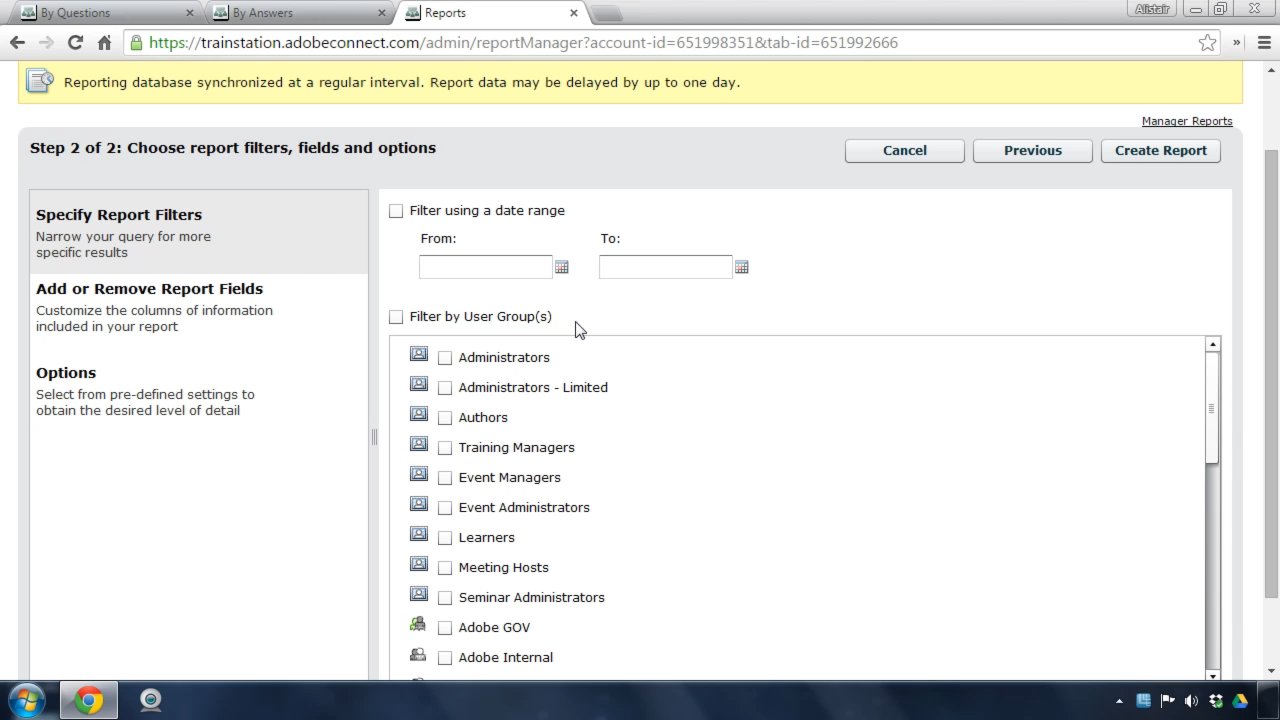 By Questions
By Answers
Reports
Alistair
https://trainstation.adobeconnect.com/admin/reportManager?account-id=651998351&tab-id=651992666
Reporting database synchronized at a regular interval. Report data may be delayed by up to one day.
Manager Reports
Step 2 of 2: Choose report filters, fields and options
Cancel
Previous
Create Report
Specify Report Filters
Narrow your query for more
specific results
Add or Remove Report Fields
Customize the columns of information
included in your report
Options
Select from pre-defined settings to
obtain the desired level of detail
Filter using a date range
From:
To:
Filter by User Group(s)
Administrators
Administrators - Limited
Authors
Training Managers
Event Managers
Event Administrators
Learners
Meeting Hosts
Seminar Administrators
Adobe GOV
Adobe Internal